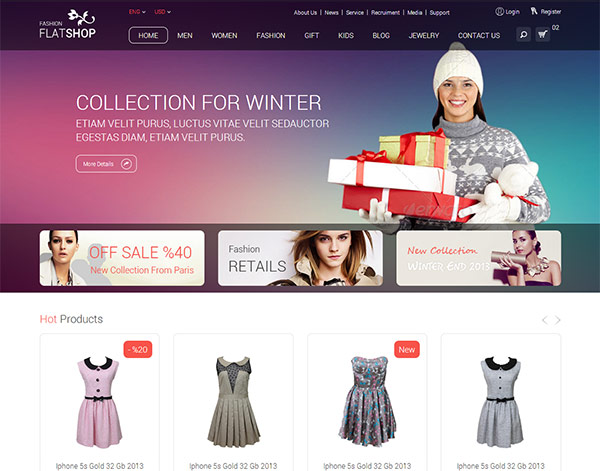 ENG USD About Us | News | Service | Recruiment | Media | Support Login Register
FASHION
FLATSHOP
HOME MEN WOMEN FASHION GIFT KIDS BLOG JEWELRY CONTACT US 02
COLLECTION FOR WINTER
ETIAM VELIT PURUS, LUCTUS VITAE VELIT SEDAUCTOR
EGESTAS DIAM, ETIAM VELIT PURUS.
More Details
OFF SALE %40
New Collection From Paris
Fashion
RETAILS
New Collection
WINTER END 2013
Hot Products
- %20
New
Iphone 5s Gold 32 Gb 2013
Iphone 5s Gold 32 Gb 2013
Iphone 5s Gold 32 Gb 2013
Iphone 5s Gold 32 Gb 2013